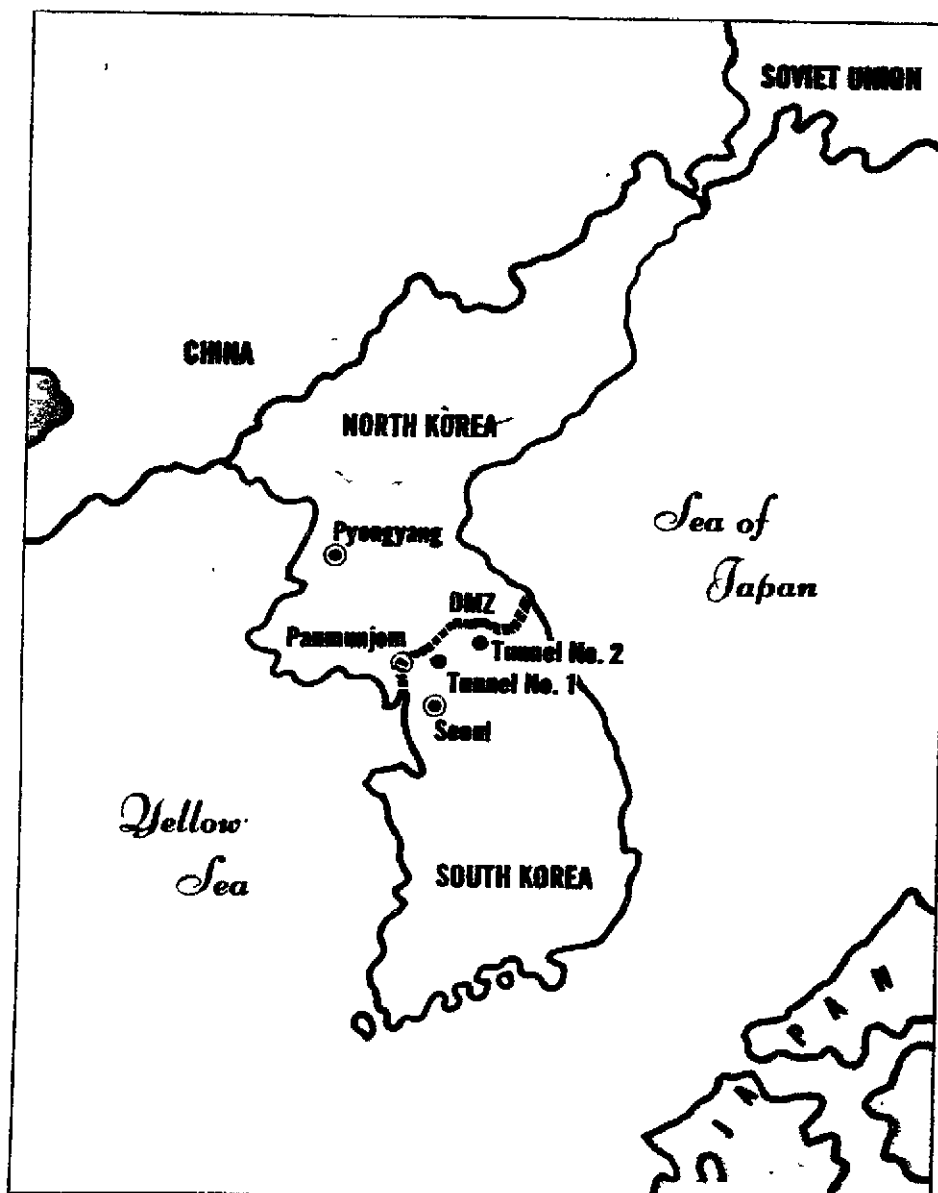 SOVIET UNION
CHINA
NORTH KOREA
Sea of
Japan
Pyongyang
DMZ
Panmunjom
Tunnel No. 2
Tunnel No. 1
Seoul
Yellow
Sea
SOUTH KOREA
JAPAN